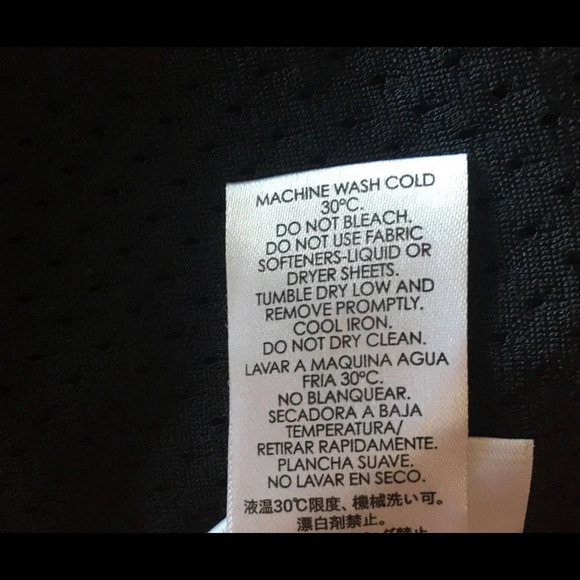 MACHINE WASH COLD
30°C.
DO NOT BLEACH.
DO NOT USE FABRIC
SOFTENERS-LIQUID OR
DRYER SHEETS.
TUMBLE DRY LOW AND
REMOVE PROMPTLY.
COOL IRON.
DO NOT DRY CLEAN.
LAVAR A MAQUINA AGUA
FRIA 30°C.
NO BLANQUEAR.
SECADORA A BAJA
TEMPERATURA/
RETIRAR RAPIDAMENTE.
PLANCHA SUAVE.
NO LAVAR EN SECO.
液温30℃限度、機械洗い可。
漂白剤禁止。